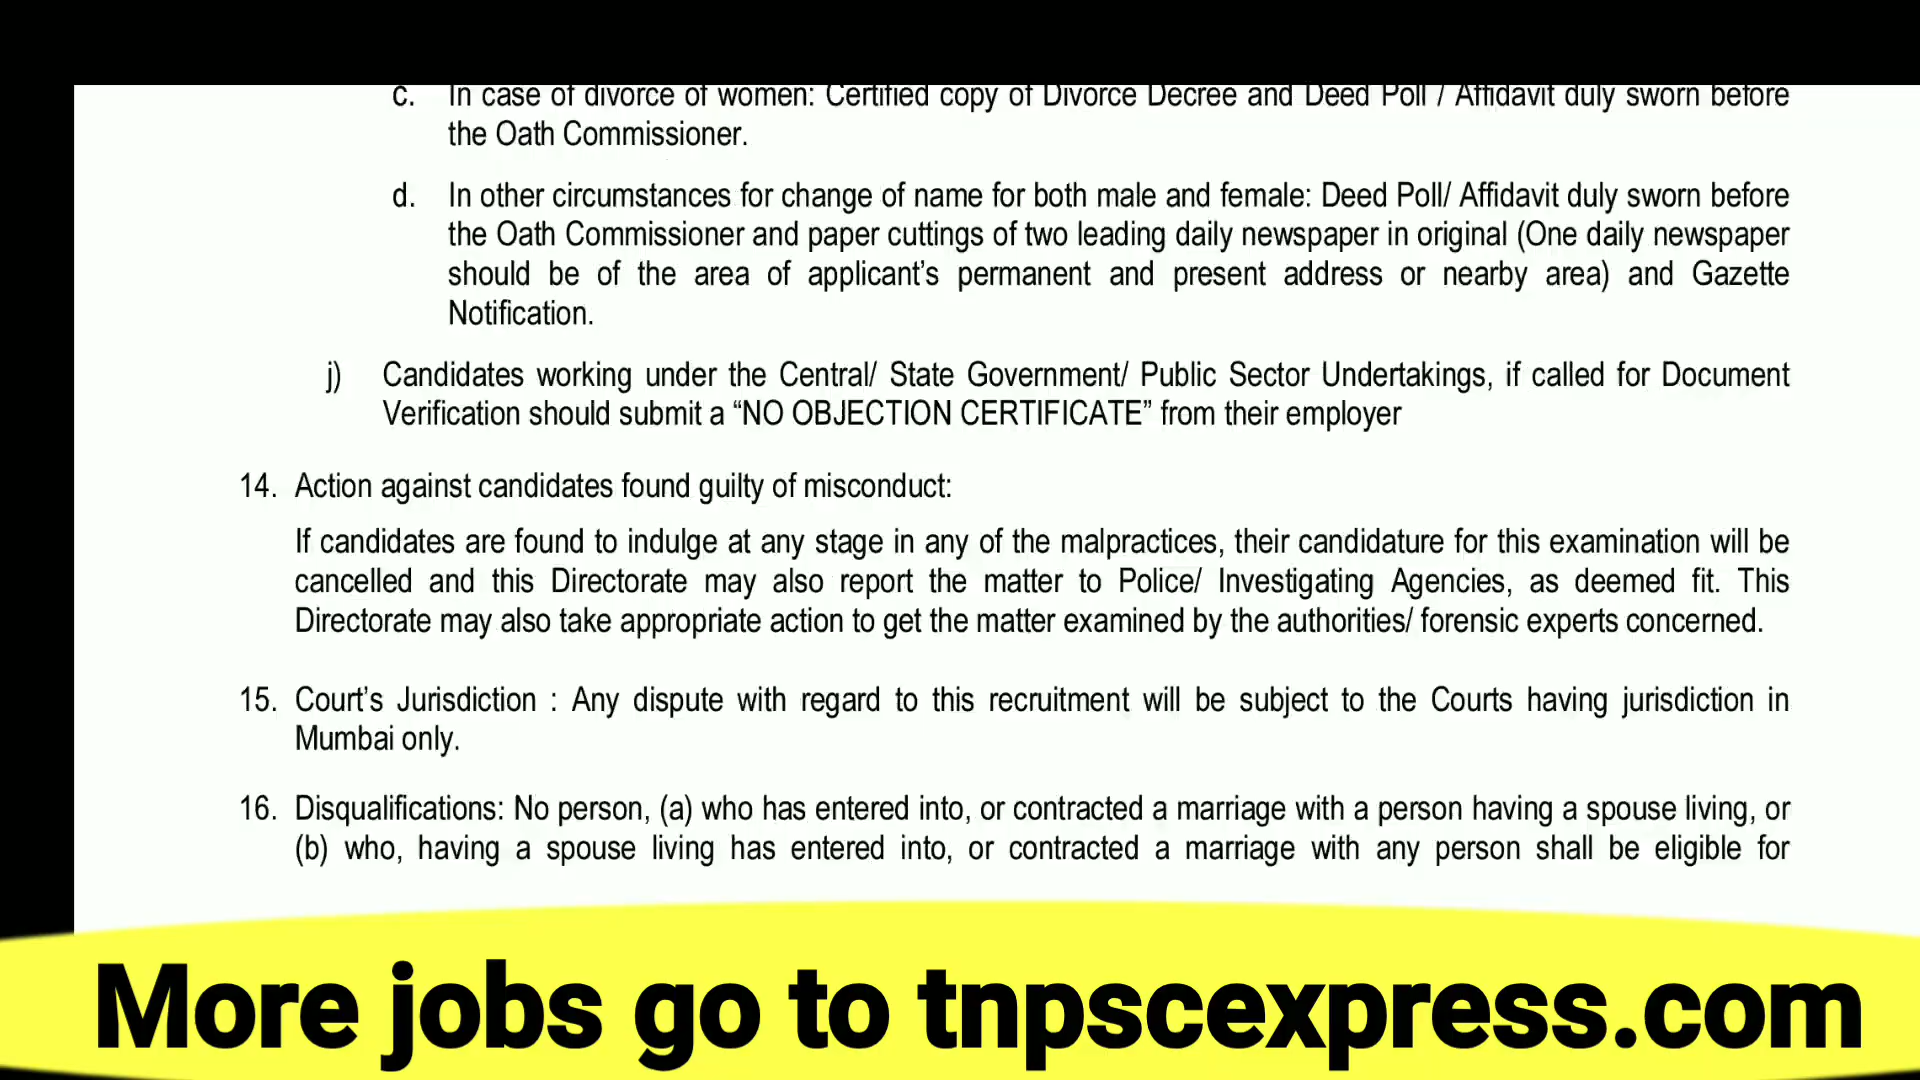 c. In case of divorce of women: Certified copy of Divorce Decree and Deed Poll / Affidavit duly sworn before
the Oath Commissioner.
d. In other circumstances for change of name for both male and female: Deed Poll/ Affidavit duly sworn before
the Oath Commissioner and paper cuttings of two leading daily newspaper in original (One daily newspaper
should be of the area of applicant’s permanent and present address or nearby area) and Gazette
Notification.
j) Candidates working under the Central/ State Government/ Public Sector Undertakings, if called for Document
Verification should submit a “NO OBJECTION CERTIFICATE” from their employer
14. Action against candidates found guilty of misconduct:
If candidates are found to indulge at any stage in any of the malpractices, their candidature for this examination will be
cancelled and this Directorate may also report the matter to Police/ Investigating Agencies, as deemed fit. This
Directorate may also take appropriate action to get the matter examined by the authorities/ forensic experts concerned.
15. Court’s Jurisdiction : Any dispute with regard to this recruitment will be subject to the Courts having jurisdiction in
Mumbai only.
16. Disqualifications: No person, (a) who has entered into, or contracted a marriage with a person having a spouse living, or
(b) who, having a spouse living has entered into, or contracted a marriage with any person shall be eligible for
More jobs go to tnpscexpress.com